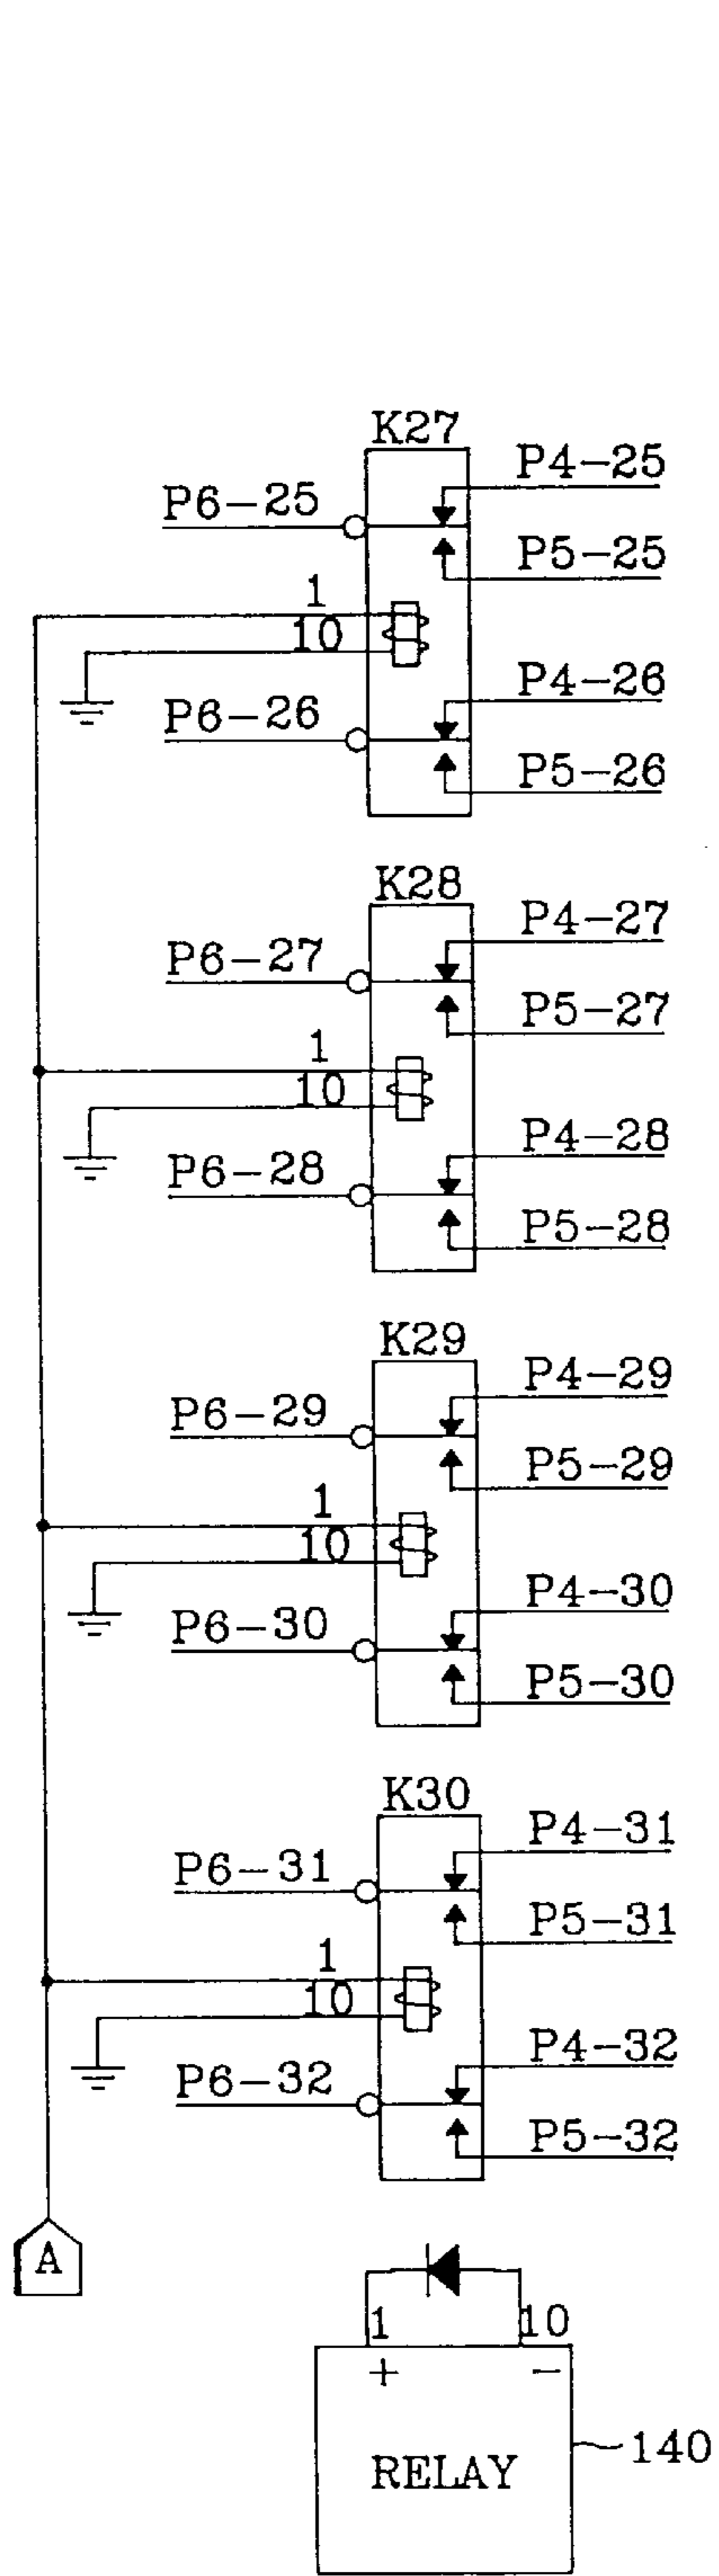 K27
P4-25
P6-25
P5-25
1
10
P4-26
P6-26
P5-26
K28
P4-27
P6-27
P5-27
1
10
P4-28
P6-28
P5-28
K29
P4-29
P6-29
P5-29
1
10
P4-30
P6-30
P5-30
K30
P4-31
P6-31
P5-31
1
10
P4-32
P6-32
P5-32
A
1 10
+ −
RELAY 140